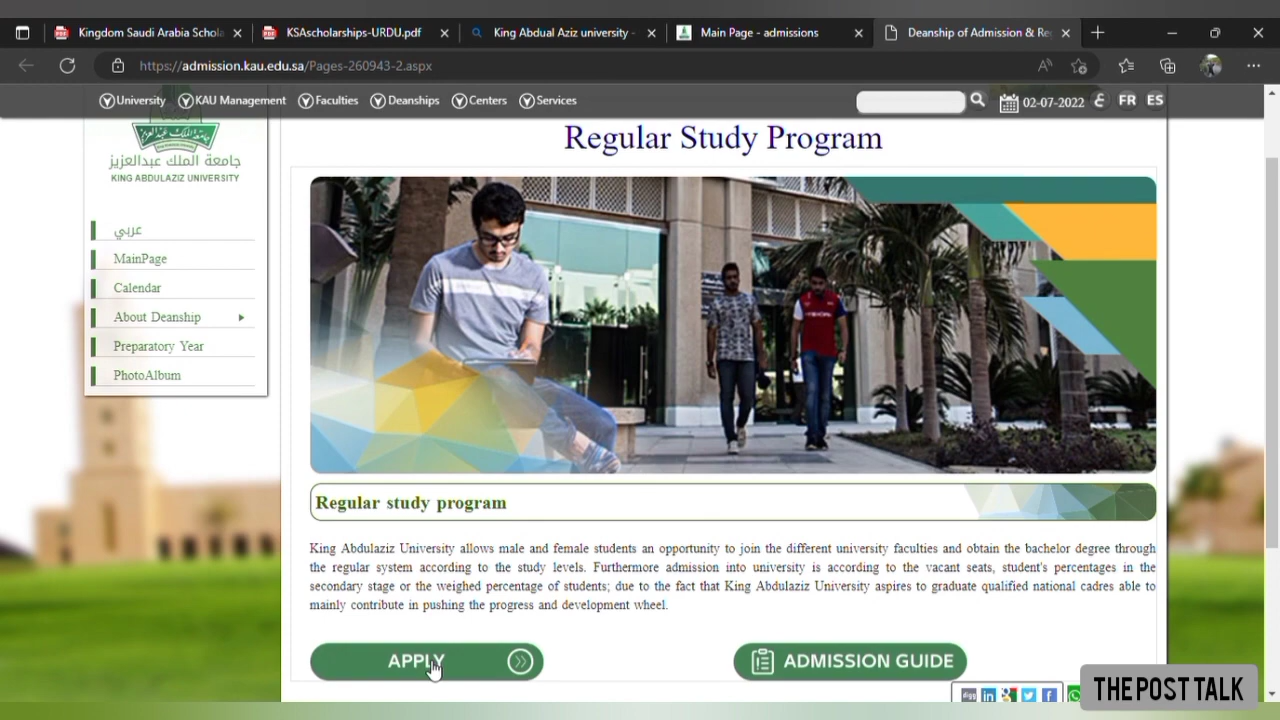 Kingdom Saudi Arabia Schola
KSAscholarships-URDU.pdf
King Abdual Aziz university -
Main Page - admissions
Deanship of Admission & Re
https://admission.kau.edu.sa/Pages-260943-2.aspx
University
KAU Management
Faculties
Deanships
Centers
Services
02-07-2022
ع
FR
ES
جامعة الملك عبدالعزيز
KING ABDULAZIZ UNIVERSITY
عربي
MainPage
Calendar
About Deanship
Preparatory Year
PhotoAlbum
Regular Study Program
Regular study program
King Abdulaziz University allows male and female students an opportunity to join the different university faculties and obtain the bachelor degree through
the regular system according to the study levels. Furthermore admission into university is according to the vacant seats, student's percentages in the
secondary stage or the weighed percentage of students; due to the fact that King Abdulaziz University aspires to graduate qualified national cadres able to
mainly contribute in pushing the progress and development wheel.
APPLY
ADMISSION GUIDE
digg
THE POST TALK